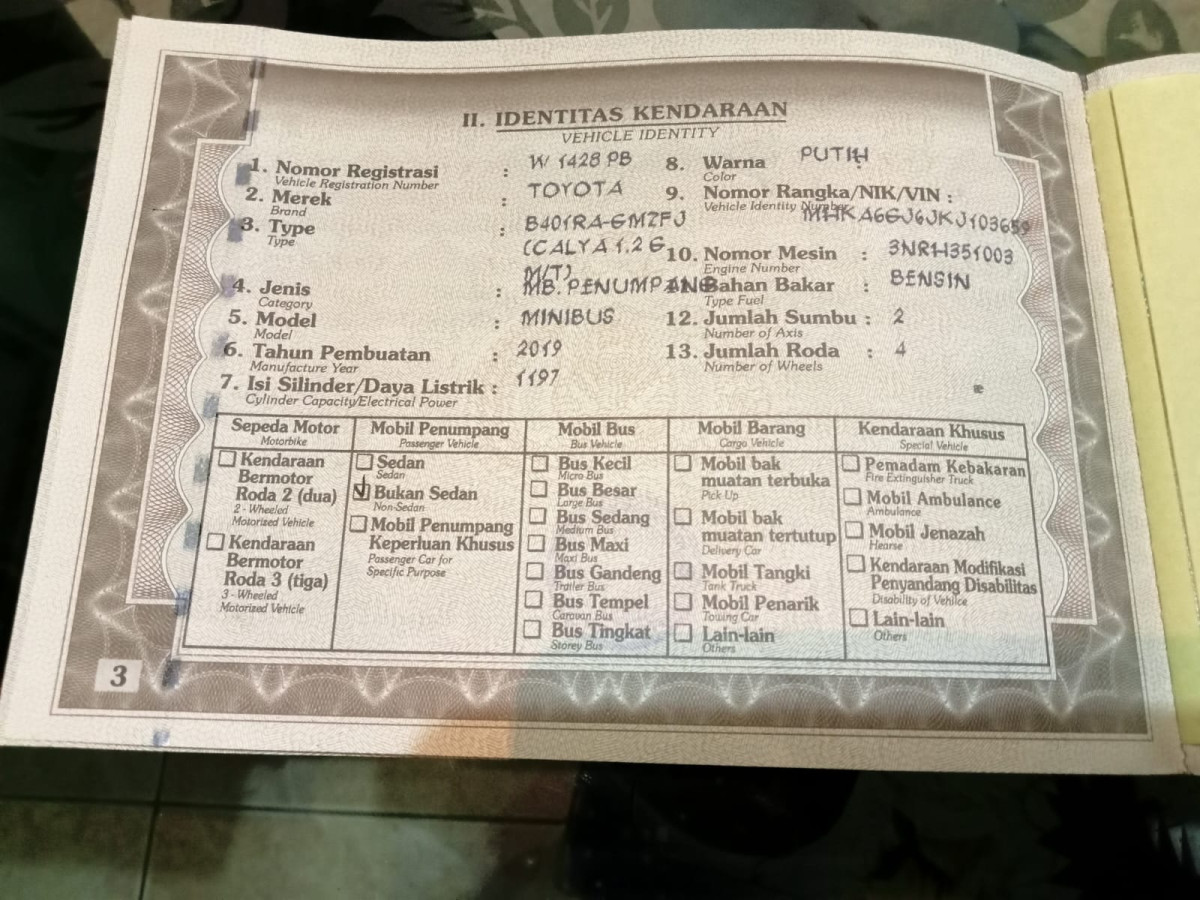 II. IDENTITAS KENDARAAN
VEHICLE IDENTITY
1. Nomor Registrasi : W 1428 PB
Vehicle Registration Number
2. Merek : TOYOTA
Brand
3. Type : B401RA-GMZFJ
Type
(CALYA 1.2 G
M/T)
4. Jenis : MB. PENUMPANG
Category
5. Model : MINIBUS
Model
6. Tahun Pembuatan : 2019
Manufacture Year
7. Isi Silinder/Daya Listrik : 1197
Cylinder Capacity/Electrical Power
8. Warna PUTIH
Color
9. Nomor Rangka/NIK/VIN :
Vehicle Identity Number
MHKA6GJ6JKJ103659
10. Nomor Mesin : 3NRH351003
Engine Number
Bahan Bakar : BENSIN
Type Fuel
12. Jumlah Sumbu : 2
Number of Axis
13. Jumlah Roda : 4
Number of Wheels
Sepeda Motor
Motorbike
Kendaraan
Bermotor
Roda 2 (dua)
2 - Wheeled
Motorized Vehicle
Kendaraan
Bermotor
Roda 3 (tiga)
3 - Wheeled
Motorized Vehicle
Mobil Penumpang
Passenger Vehicle
Sedan
Sedan
Bukan Sedan
Non-Sedan
Mobil Penumpang
Keperluan Khusus
Passenger Car for
Specific Purpose
Mobil Bus
Bus Vehicle
Bus Kecil
Micro Bus
Bus Besar
Large Bus
Bus Sedang
Medium Bus
Bus Maxi
Maxi Bus
Bus Gandeng
Trailer Bus
Bus Tempel
Caravan Bus
Bus Tingkat
Storey Bus
Mobil Barang
Cargo Vehicle
Mobil bak
muatan terbuka
Pick Up
Mobil bak
muatan tertutup
Delivery Car
Mobil Tangki
Tank Truck
Mobil Penarik
Towing Car
Lain-lain
Others
Kendaraan Khusus
Special Vehicle
Pemadam Kebakaran
Fire Extinguisher Truck
Mobil Ambulance
Ambulance
Mobil Jenazah
Hearse
Kendaraan Modifikasi
Penyandang Disabilitas
Disability of Vehilce
Lain-lain
Others
3